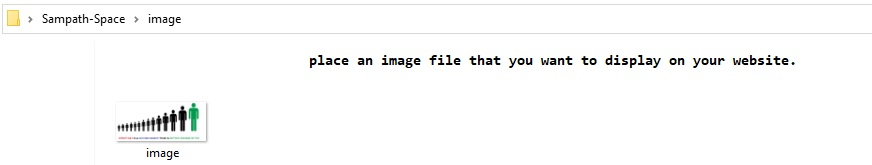 Sampath-Space > image
place an image file that you want to display on your website.
image